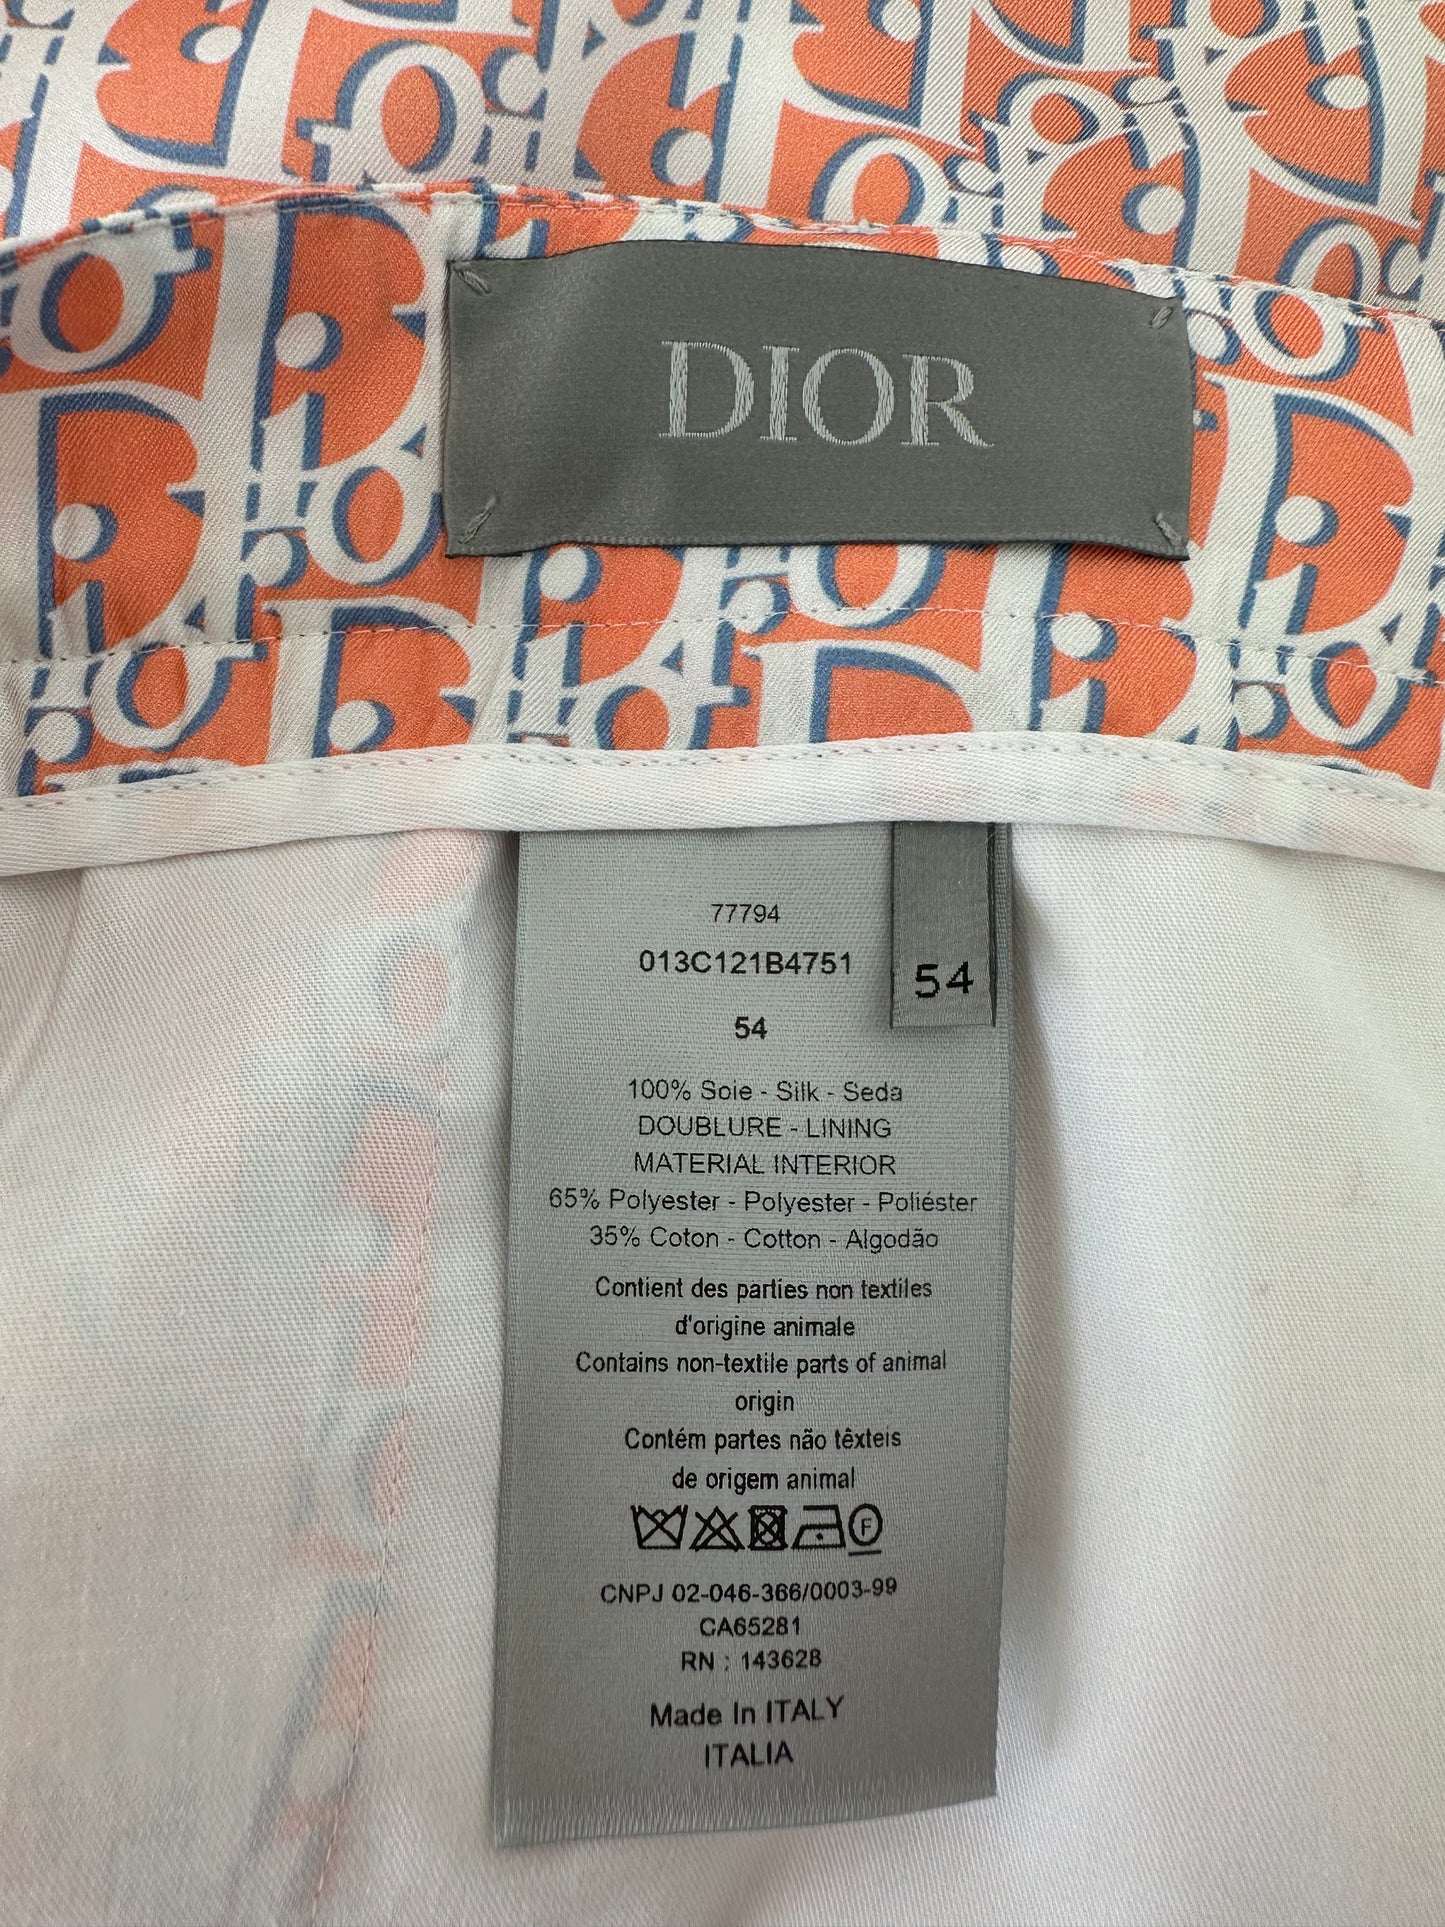 DIOR
77794
013C121B4751
54
54
100% Soie - Silk - Seda
DOUBLURE - LINING
MATERIAL INTERIOR
65% Polyester - Polyester - Poliéster
35% Coton - Cotton - Algodão
Contient des parties non textiles
d'origine animale
Contains non-textile parts of animal
origin
Contém partes não têxteis
de origem animal
F
CNPJ 02-046-366/0003-99
CA65281
RN : 143628
Made In ITALY
ITALIA